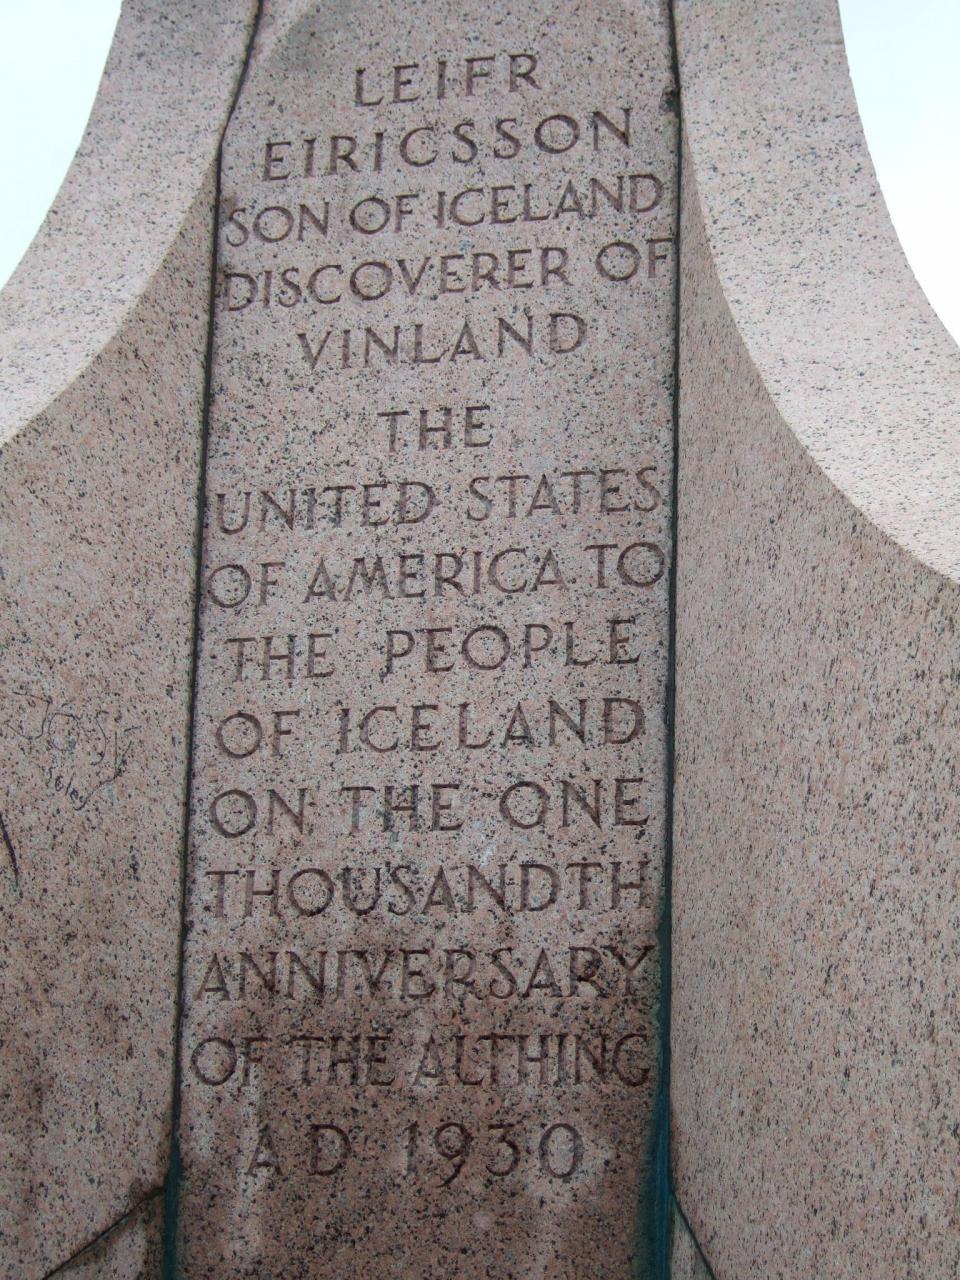 LEIFR
EIRICSSON
SON OF ICELAND
DISCOVERER OF
VINLAND
THE
UNITED STATES
OF AMERICA TO
THE PEOPLE
OF ICELAND
ON THE ONE
THOUSANDTH
ANNIVERSARY
OF THE ALTHING
A D 1930